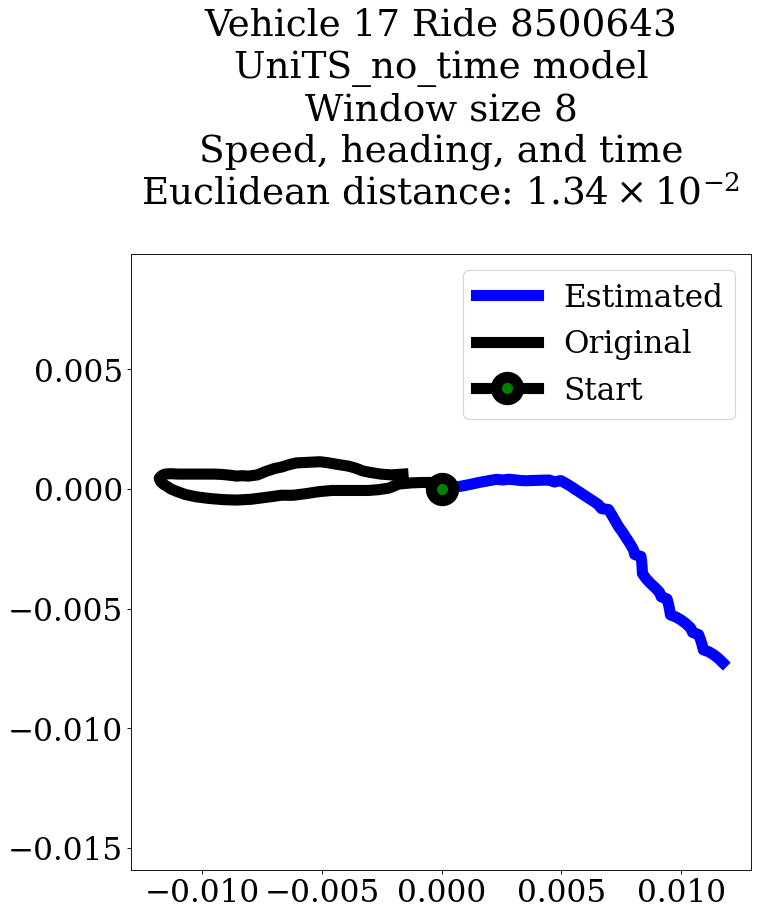 Vehicle 17 Ride 8500643
UniTS_no_time model
Window size 8
Speed, heading, and time
Euclidean distance: 1.34 × 10⁻²
Estimated
Original
Start
0.005
0.000
−0.005
−0.010
−0.015
−0.010 −0.005 0.000 0.005 0.010